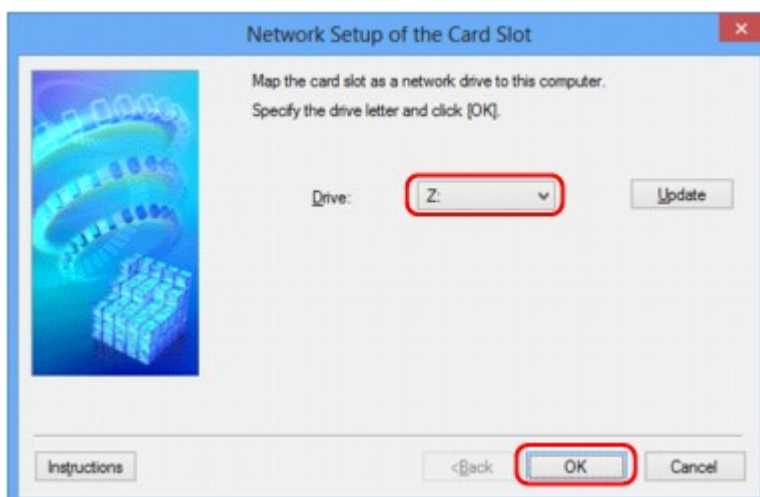 Network Setup of the Card Slot
Map the card slot as a network drive to this computer.
Specify the drive letter and click [OK].
Drive: Z: Update
Instructions <Back OK Cancel